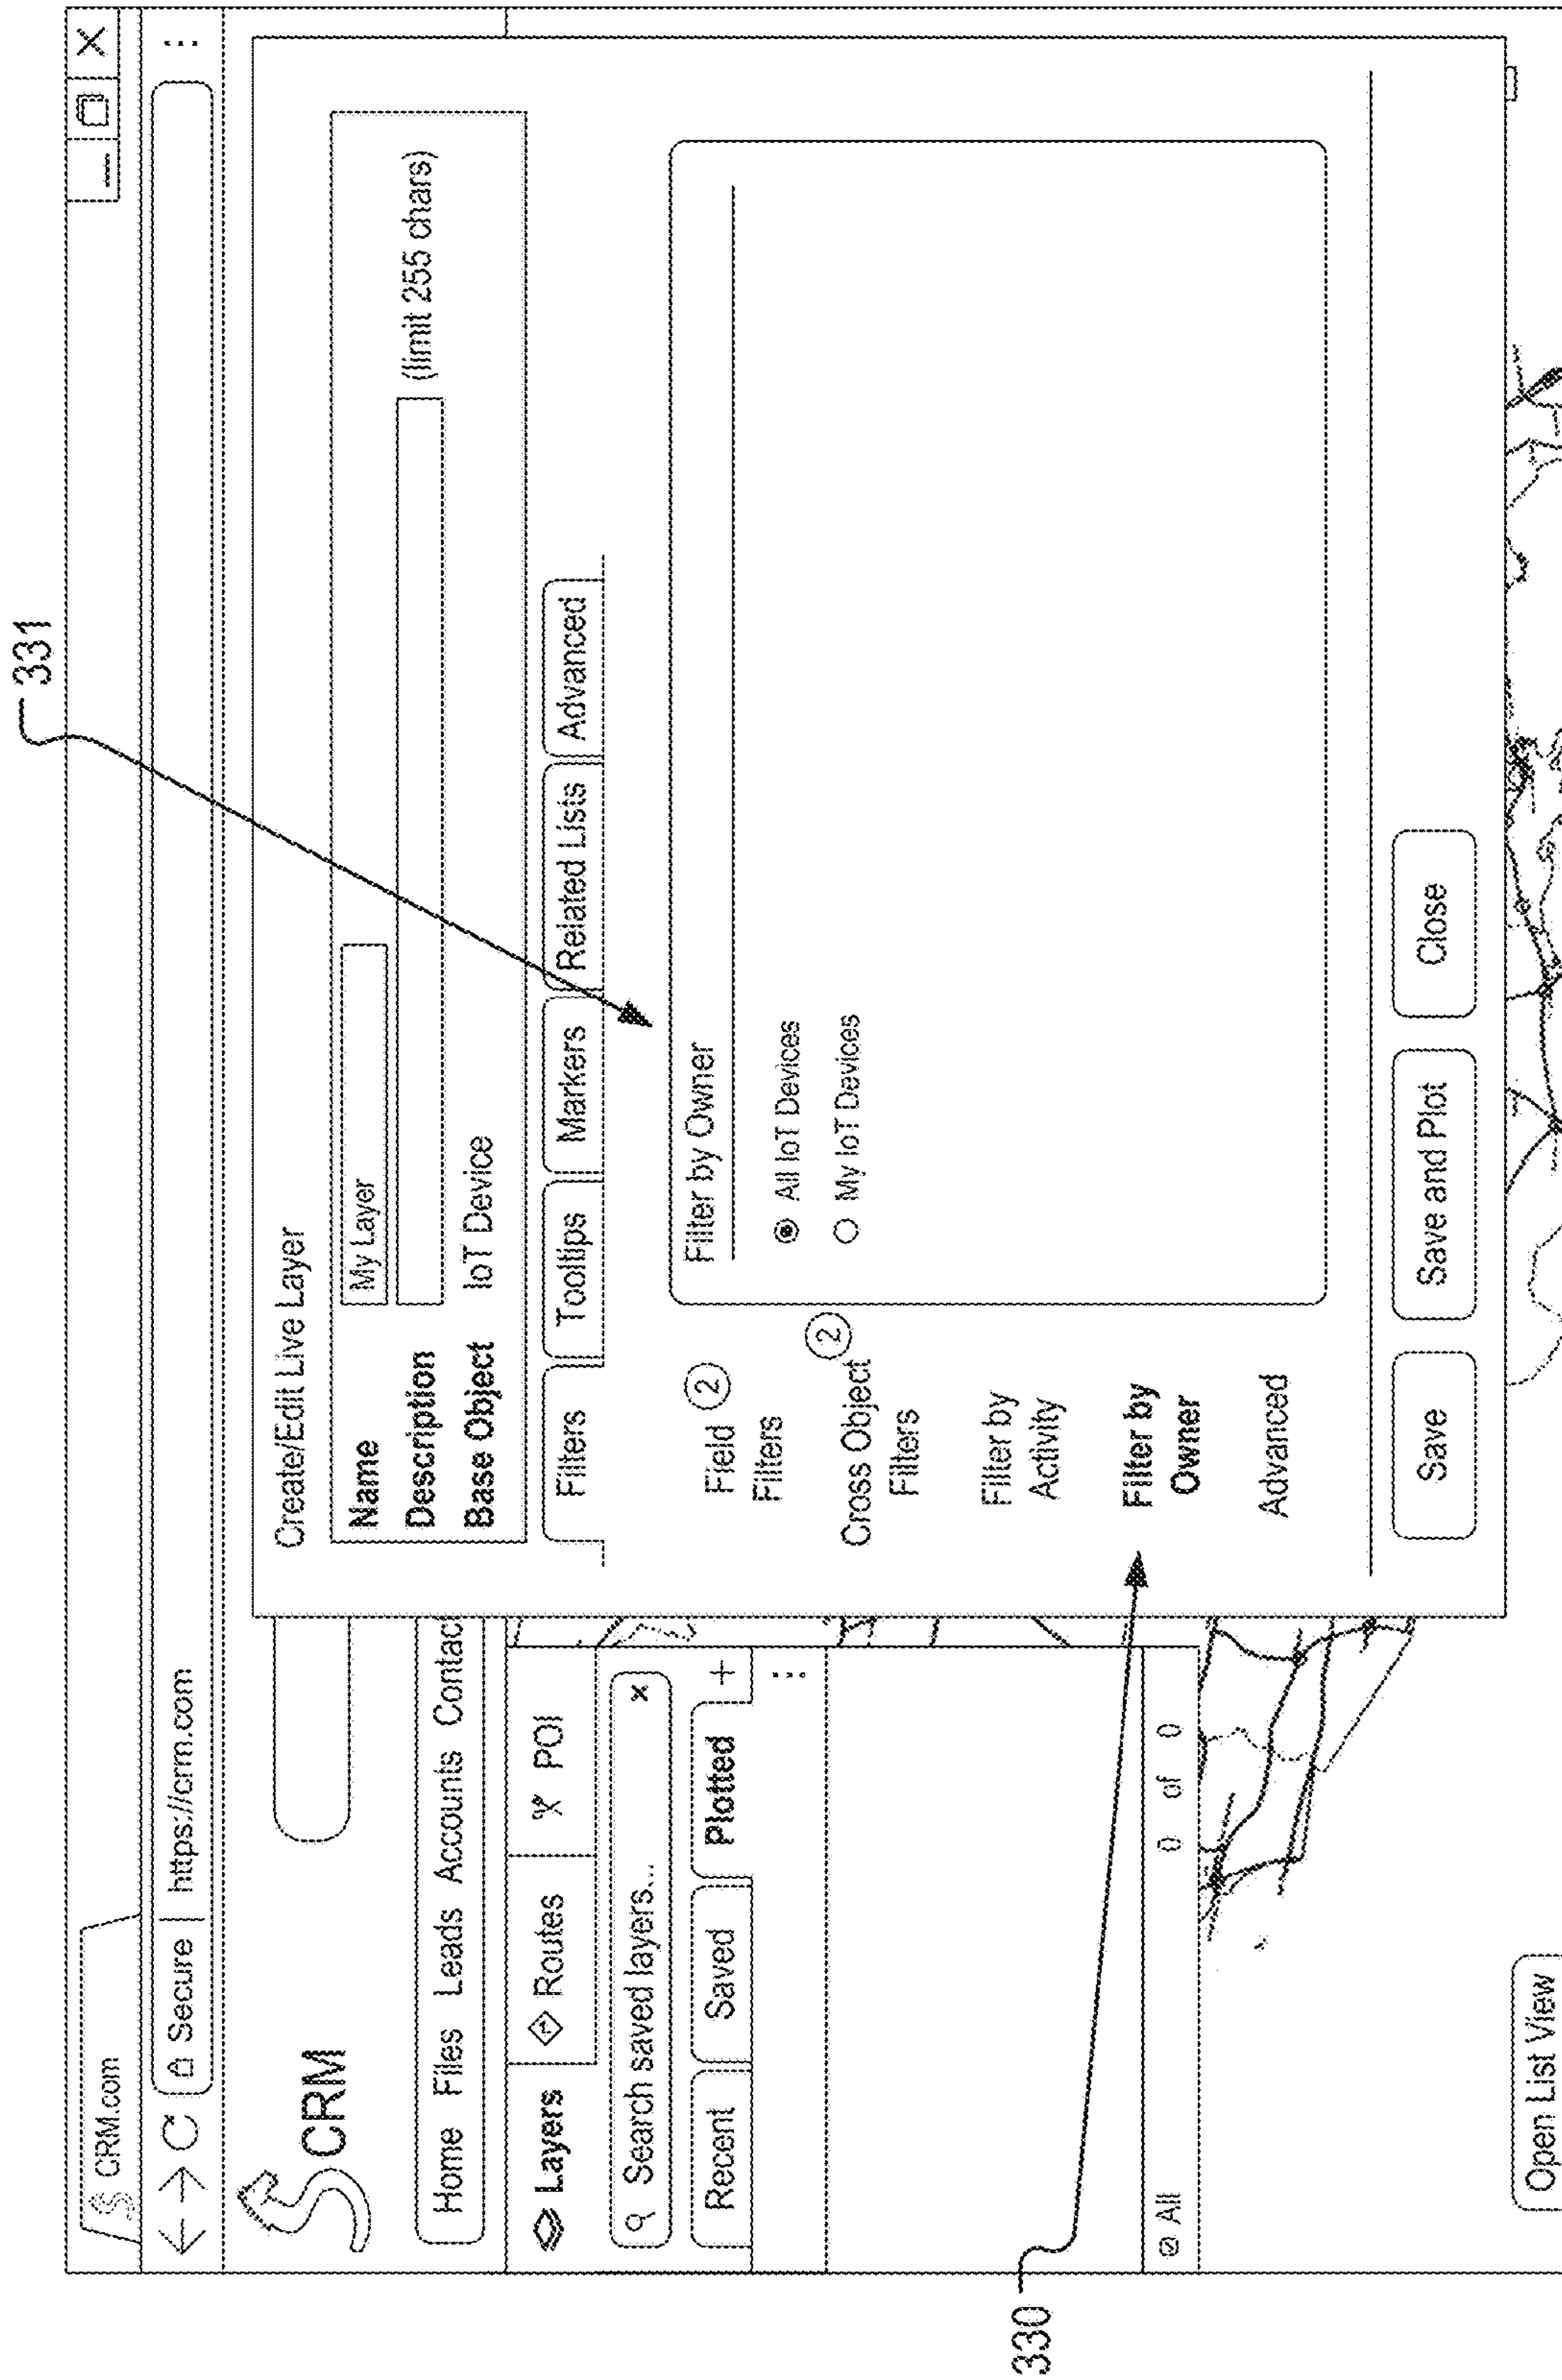 331
CRM.com
Secure | https://crm.com
CRM
Home Files Leads Accounts Contact
Layers Routes POI
Search saved layers... x
Recent Saved Plotted +
All 0 of 0
Open List View
330
Create/Edit Live Layer
Name My Layer
Description (limit 255 chars)
Base Object IoT Device
Filters Tooltips Markers Related Lists Advanced
Field 2
Filters
Cross Object 2
Filters
Filter by
Activity
Filter by
Owner
Advanced
Filter by Owner
All IoT Devices
My IoT Devices
Save Save and Plot Close